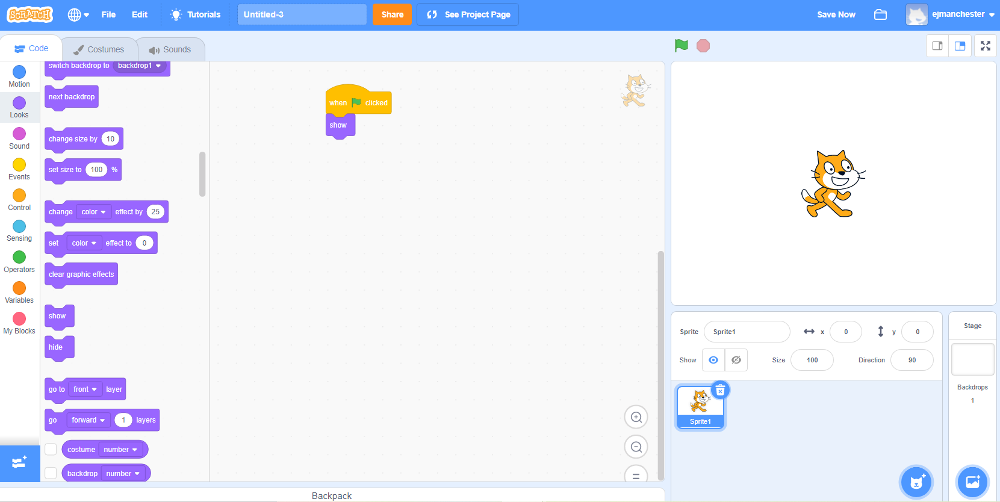 SCRATCH File Edit Tutorials Untitled-3 Share See Project Page Save Now ejmanchester
Code Costumes Sounds
Motion
Looks
Sound
Events
Control
Sensing
Operators
Variables
My Blocks
switch backdrop to backdrop1
next backdrop
change size by 10
set size to 100 %
change color effect by 25
set color effect to 0
clear graphic effects
show
hide
go to front layer
go forward 1 layers
costume number
backdrop number
when clicked
show
Backpack
Sprite Sprite1 x 0 y 0
Show Size 100 Direction 90
Sprite1
Stage
Backdrops
1